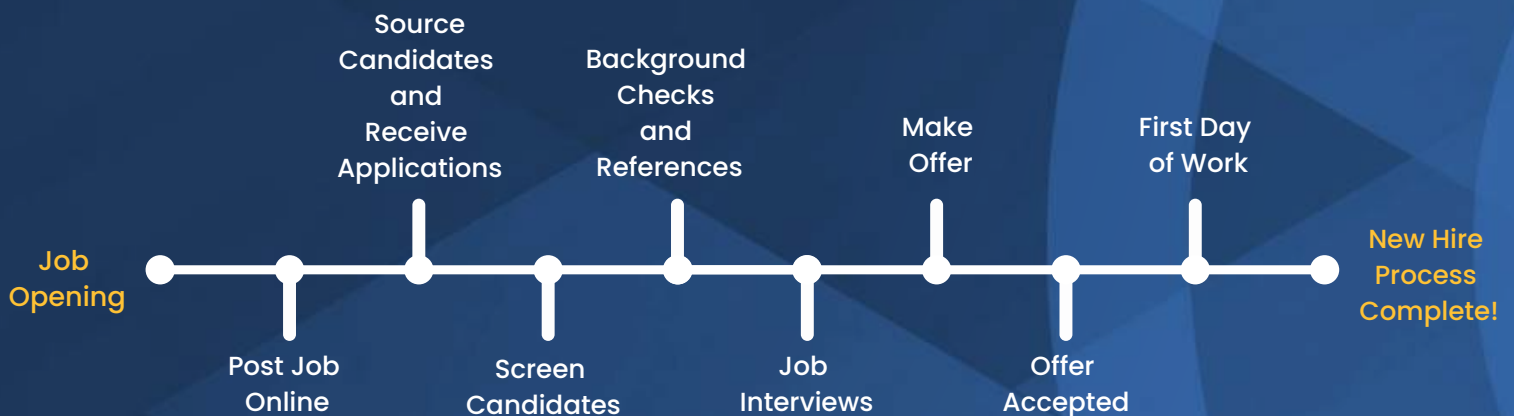 Job
Opening
Post Job
Online
Source
Candidates
and
Receive
Applications
Screen
Candidates
Background
Checks
and
References
Job
Interviews
Make
Offer
Offer
Accepted
First Day
of Work
New Hire
Process
Complete!